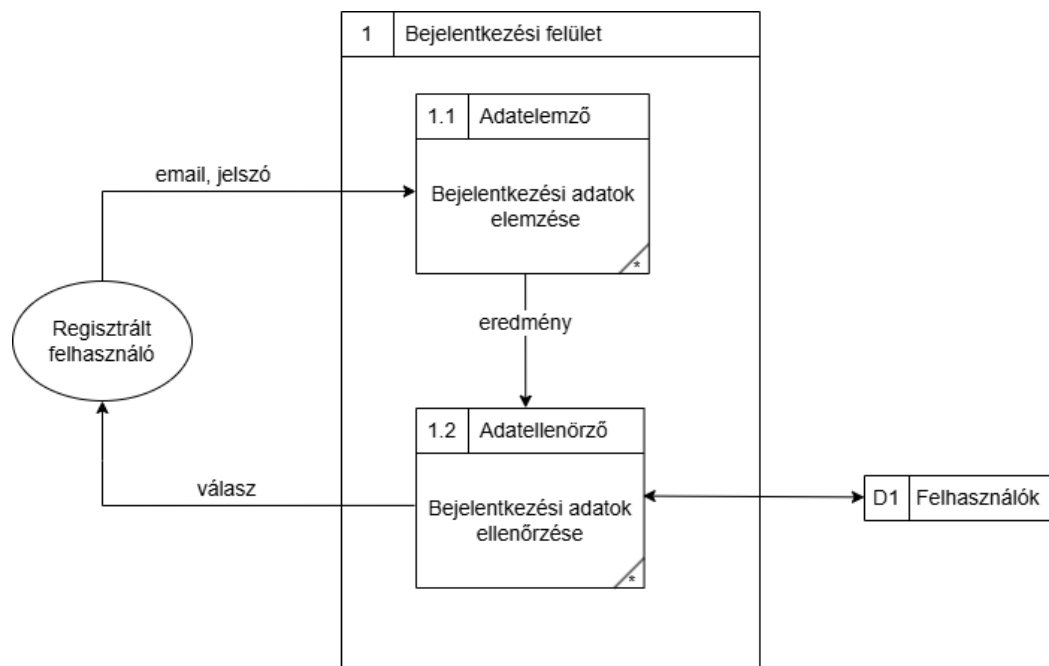 1 Bejelentkezési felület
1.1 Adatelemző
email, jelszó
Bejelentkezési adatok
elemzése
*
eredmény
Regisztrált
felhasználó
1.2 Adatellenörző
válasz
Bejelentkezési adatok
ellenőrzése
*
D1 Felhasználók